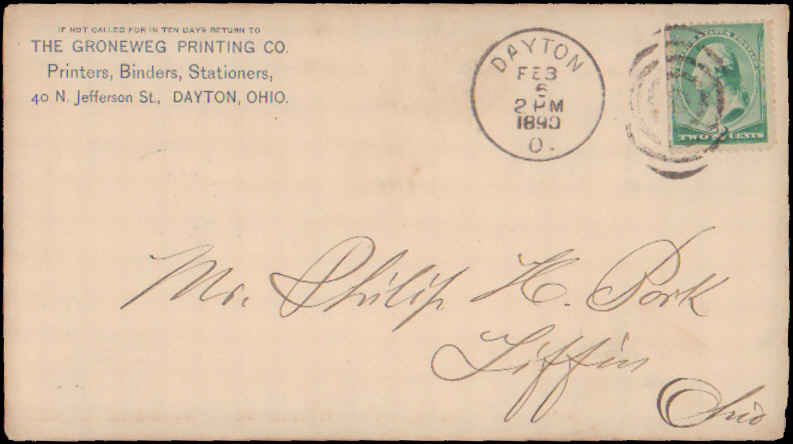 IF NOT CALLED FOR IN TEN DAYS RETURN TO
THE GRONEWEG PRINTING CO.
Printers, Binders, Stationers,
40 N. Jefferson St., DAYTON, OHIO.
DAYTON
FEB
6
2 PM
1890
O.
TWO CENTS
Mr. Philip H. Pork
Tiffin
Ohio